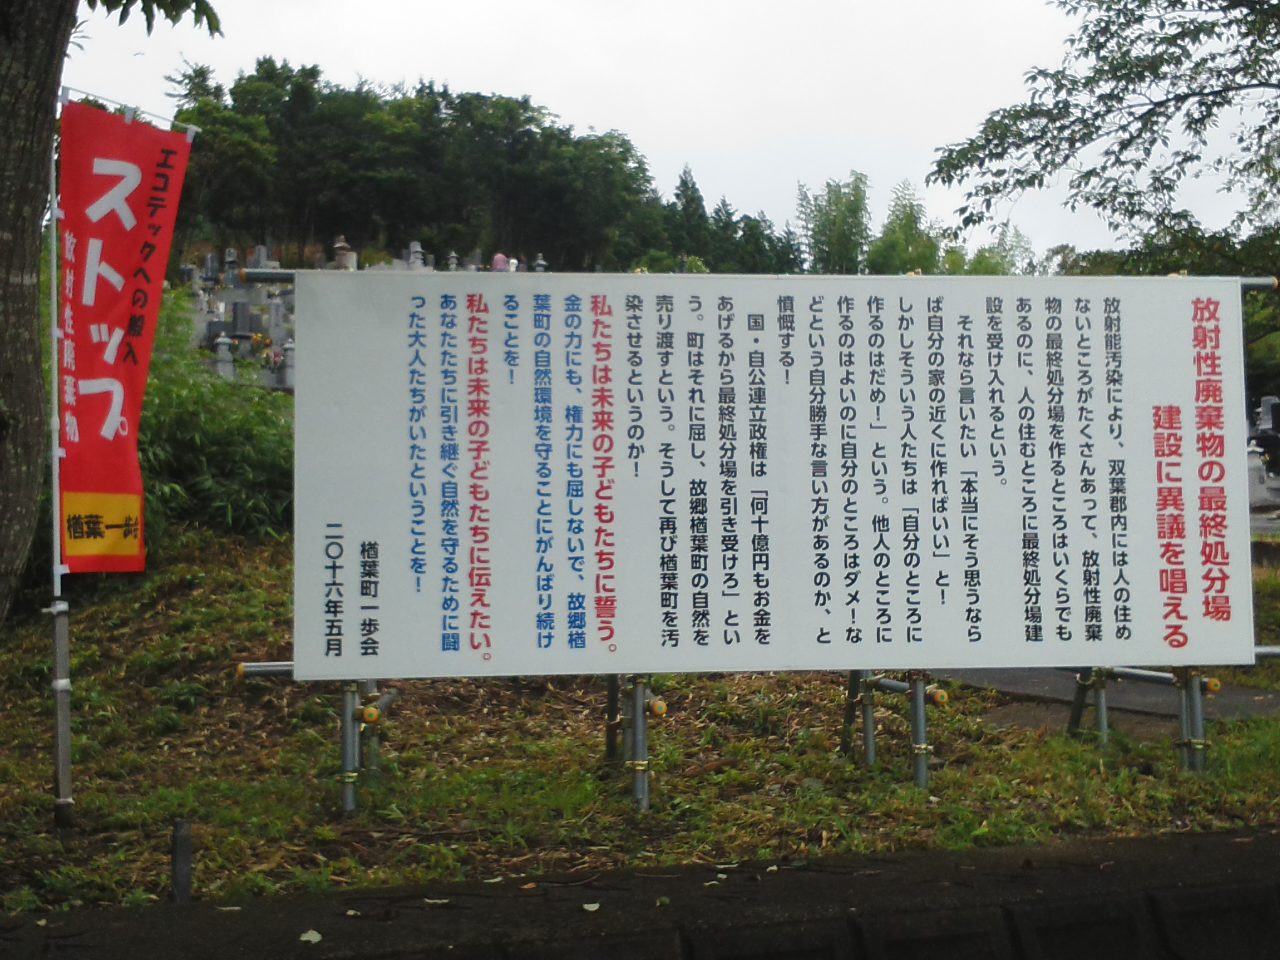 放射性廃棄物の最終処分場
建設に異議を唱える
放射能汚染により、双葉郡内には人の住め
ないところがたくさんあって、放射性廃棄
物の最終処分場を作るところはいくらでも
あるのに、人の住むところに最終処分場建
設を受け入れるという。
それなら言いたい「本当にそう思うなら
ば自分の家の近くに作ればいい」と！
しかしそういう人たちは「自分のところに
作るのはだめ！」という。他人のところに
作るのはよいのに自分のところはダメ！な
どという自分勝手な言い方があるのか、と
憤慨する！
国・自公連立政権は「何十億円もお金を
あげるから最終処分場を引き受けろ」とい
う。町はそれに屈し、故郷楢葉町の自然を
売り渡すという。そうして再び楢葉町を汚
染させるというのか！
私たちは未来の子どもたちに誓う。
金の力にも、権力にも屈しないで、故郷楢
葉町の自然環境を守ることにがんばり続け
ることを！
私たちは未来の子どもたちに伝えたい。
あなたたちに引き継ぐ自然を守るために闘
った大人たちがいたということを！
楢葉町一歩会
二〇十六年五月
エコテックへの搬入
ストップ。
放射性廃棄物
楢葉一歩会